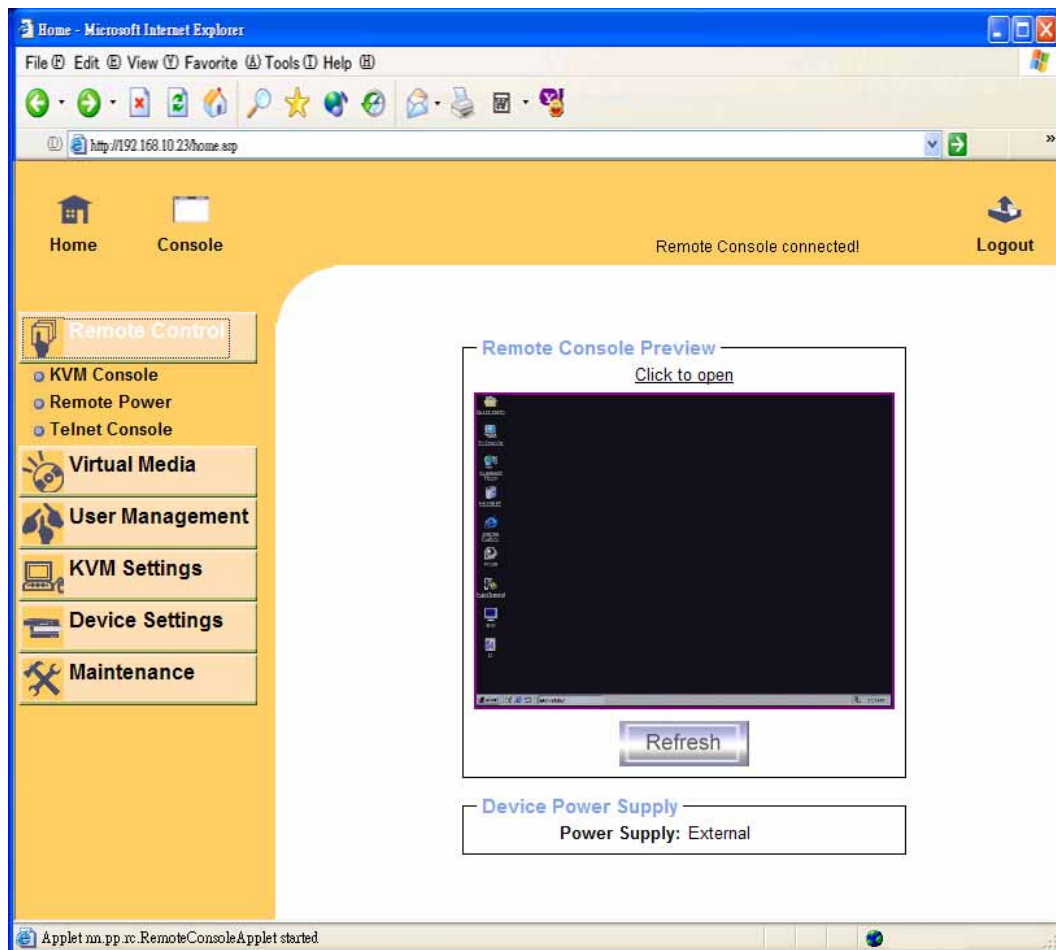 Home - Microsoft Internet Explorer
File (F) Edit (E) View (V) Favorite (A) Tools (T) Help (H)
(D) http://192.168.10.23/home.asp
»
Home
Console
Remote Console connected!
Logout
Remote Control
KVM Console
Remote Power
Telnet Console
Virtual Media
User Management
KVM Settings
Device Settings
Maintenance
Remote Console Preview
Click to open
Refresh
Device Power Supply
Power Supply: External
Applet nn.pp.rc.RemoteConsoleApplet started